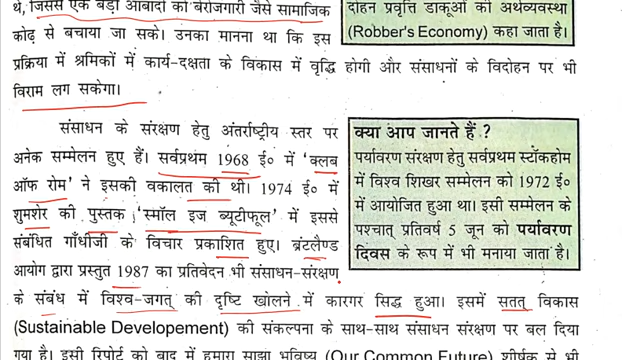 थे, जिससे एक बड़ी आबादी को बेरोजगारी जैसे सामाजिक
कोढ़ से बचाया जा सके। उनका मानना था कि इस
प्रक्रिया में श्रमिकों में कार्य-दक्षता के विकास में वृद्धि होगी और संसाधनों के विदोहन पर भी
विराम लग सकेगा।
दोहन प्रवृत्ति डाकूओं की अर्थव्यवस्था
(Robber's Economy) कहा जाता है।
संसाधन के संरक्षण हेतु अंतर्राष्ट्रीय स्तर पर
अनेक सम्मेलन हुए हैं। सर्वप्रथम 1968 ई० में 'क्लब
ऑफ रोम' ने इसकी वकालत की थी। 1974 ई० में
शुमशेर की पुस्तक 'स्मॉल इज ब्यूटीफूल' में इससे
संबंधित गाँधीजी के विचार प्रकाशित हुए। ब्रंटलैण्ड
आयोग द्वारा प्रस्तुत 1987 का प्रतिवेदन भी संसाधन-संरक्षण
के संबंध में विश्व-जगत् की दृष्टि खोलने में कारगर सिद्ध हुआ। इसमें सतत् विकास
(Sustainable Developement) की संकल्पना के साथ-साथ संसाधन संरक्षण पर बल दिया
गया है। इसी रिपोर्ट को बाद में हमारा साझा भविष्य (Our Common Future) शीर्षक से भी
क्या आप जानते हैं ?
पर्यावरण संरक्षण हेतु सर्वप्रथम स्टॉकहोम
में विश्व शिखर सम्मेलन को 1972 ई०
में आयोजित हुआ था। इसी सम्मेलन के
पश्चात् प्रतिवर्ष 5 जून को पर्यावरण
दिवस के रूप में भी मनाया जाता है।